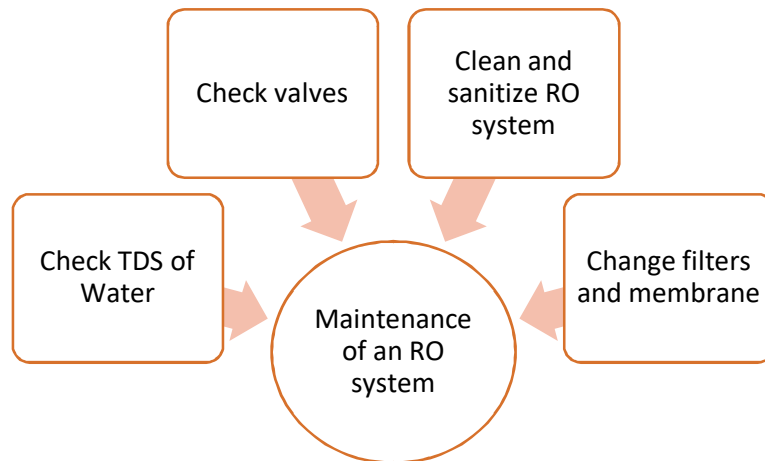 Check TDS of
Water
Check valves
Clean and
sanitize RO
system
Change filters
and membrane
Maintenance
of an RO
system